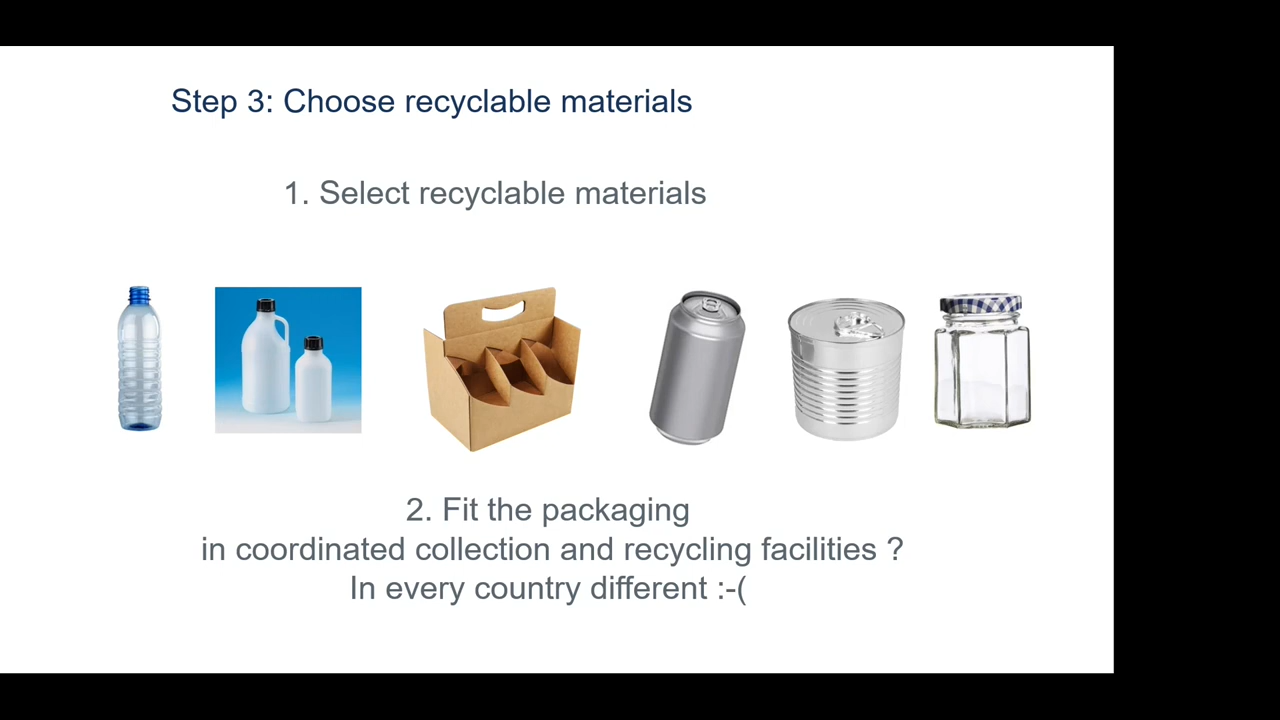 Step 3: Choose recyclable materials
1. Select recyclable materials
2. Fit the packaging
in coordinated collection and recycling facilities ?
In every country different :-(